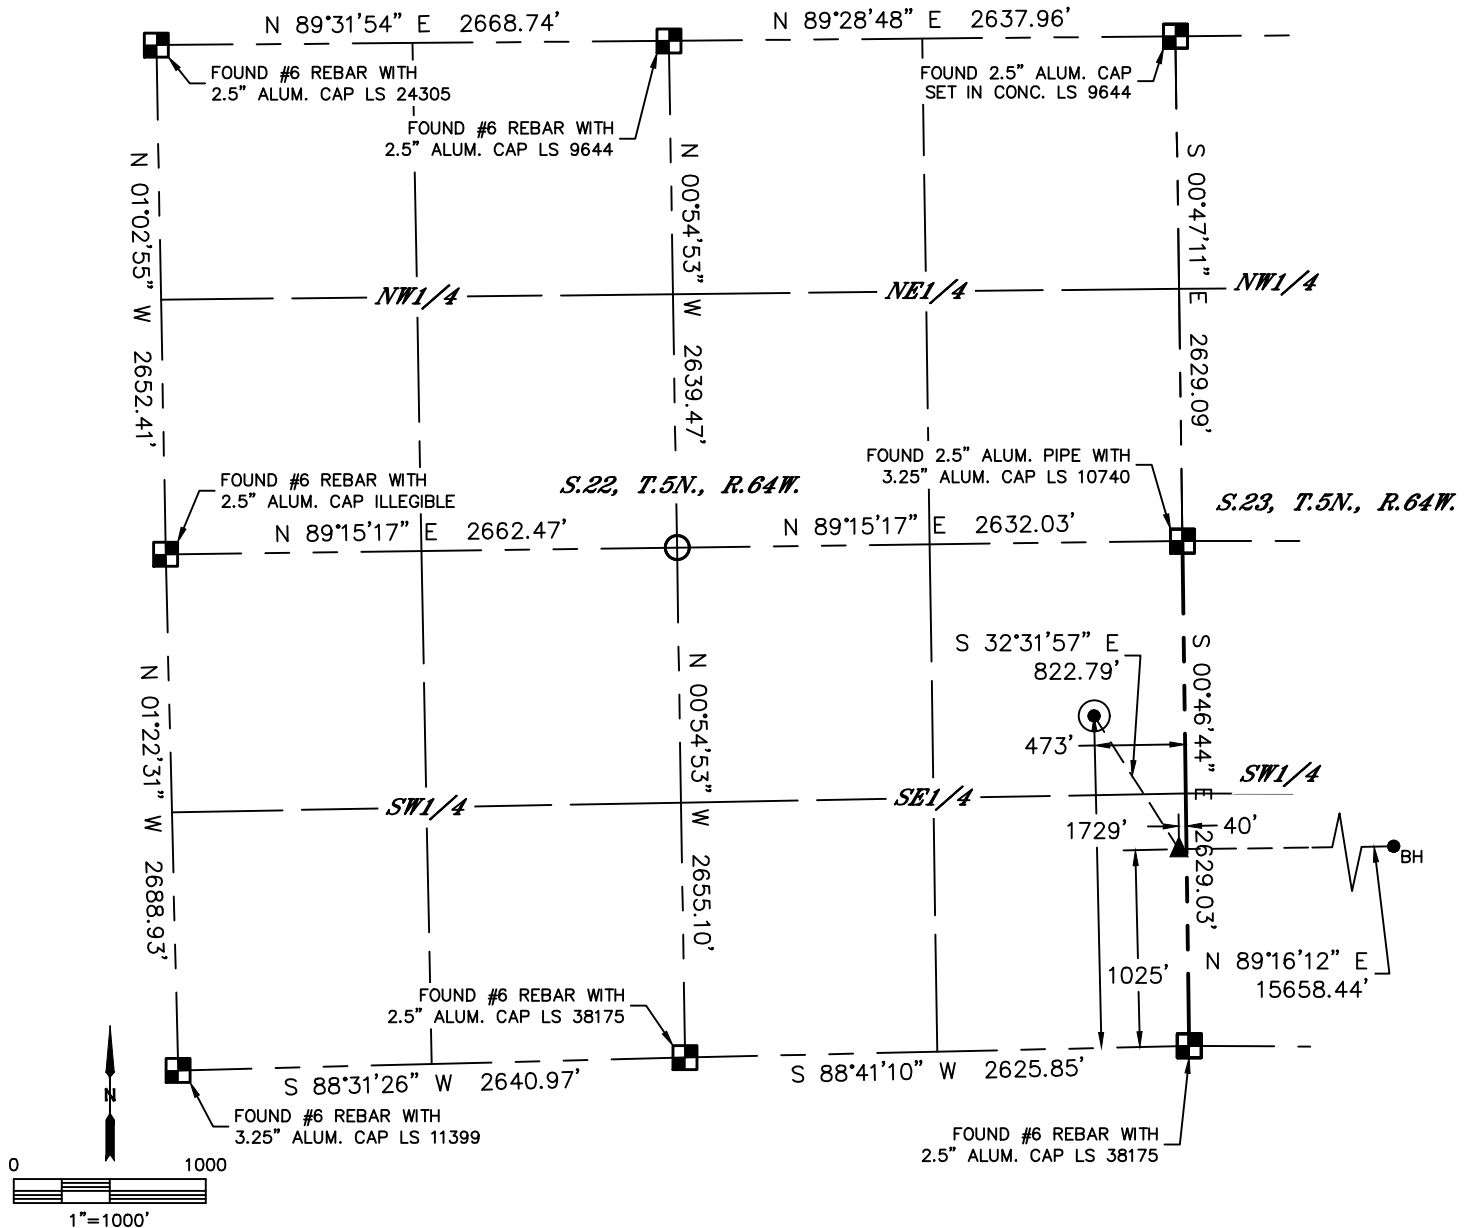 N 89°31'54" E 2668.74'
N 89°28'48" E 2637.96'
FOUND #6 REBAR WITH
2.5" ALUM. CAP LS 24305
FOUND #6 REBAR WITH
2.5" ALUM. CAP LS 9644
FOUND 2.5" ALUM. CAP
SET IN CONC. LS 9644
N 01°02'55" W 2652.41'
N 00°54'53" W 2639.47'
S 00°47'11" E 2629.09'
NW1/4
NE1/4
NW1/4
FOUND #6 REBAR WITH
2.5" ALUM. CAP ILLEGIBLE
S.22, T.5N., R.64W.
FOUND 2.5" ALUM. PIPE WITH
3.25" ALUM. CAP LS 10740
S.23, T.5N., R.64W.
N 89°15'17" E 2662.47'
N 89°15'17" E 2632.03'
N 01°22'31" W 2688.93'
N 00°54'53" W 2655.10'
S 00°46'44" E 2629.03'
S 32°31'57" E
822.79'
473'
SW1/4
SE1/4
SW1/4
1729'
40'
BH
1025'
N 89°16'12" E
15658.44'
FOUND #6 REBAR WITH
2.5" ALUM. CAP LS 38175
S 88°31'26" W 2640.97'
S 88°41'10" W 2625.85'
N
FOUND #6 REBAR WITH
3.25" ALUM. CAP LS 11399
FOUND #6 REBAR WITH
2.5" ALUM. CAP LS 38175
0 1000
1"=1000'